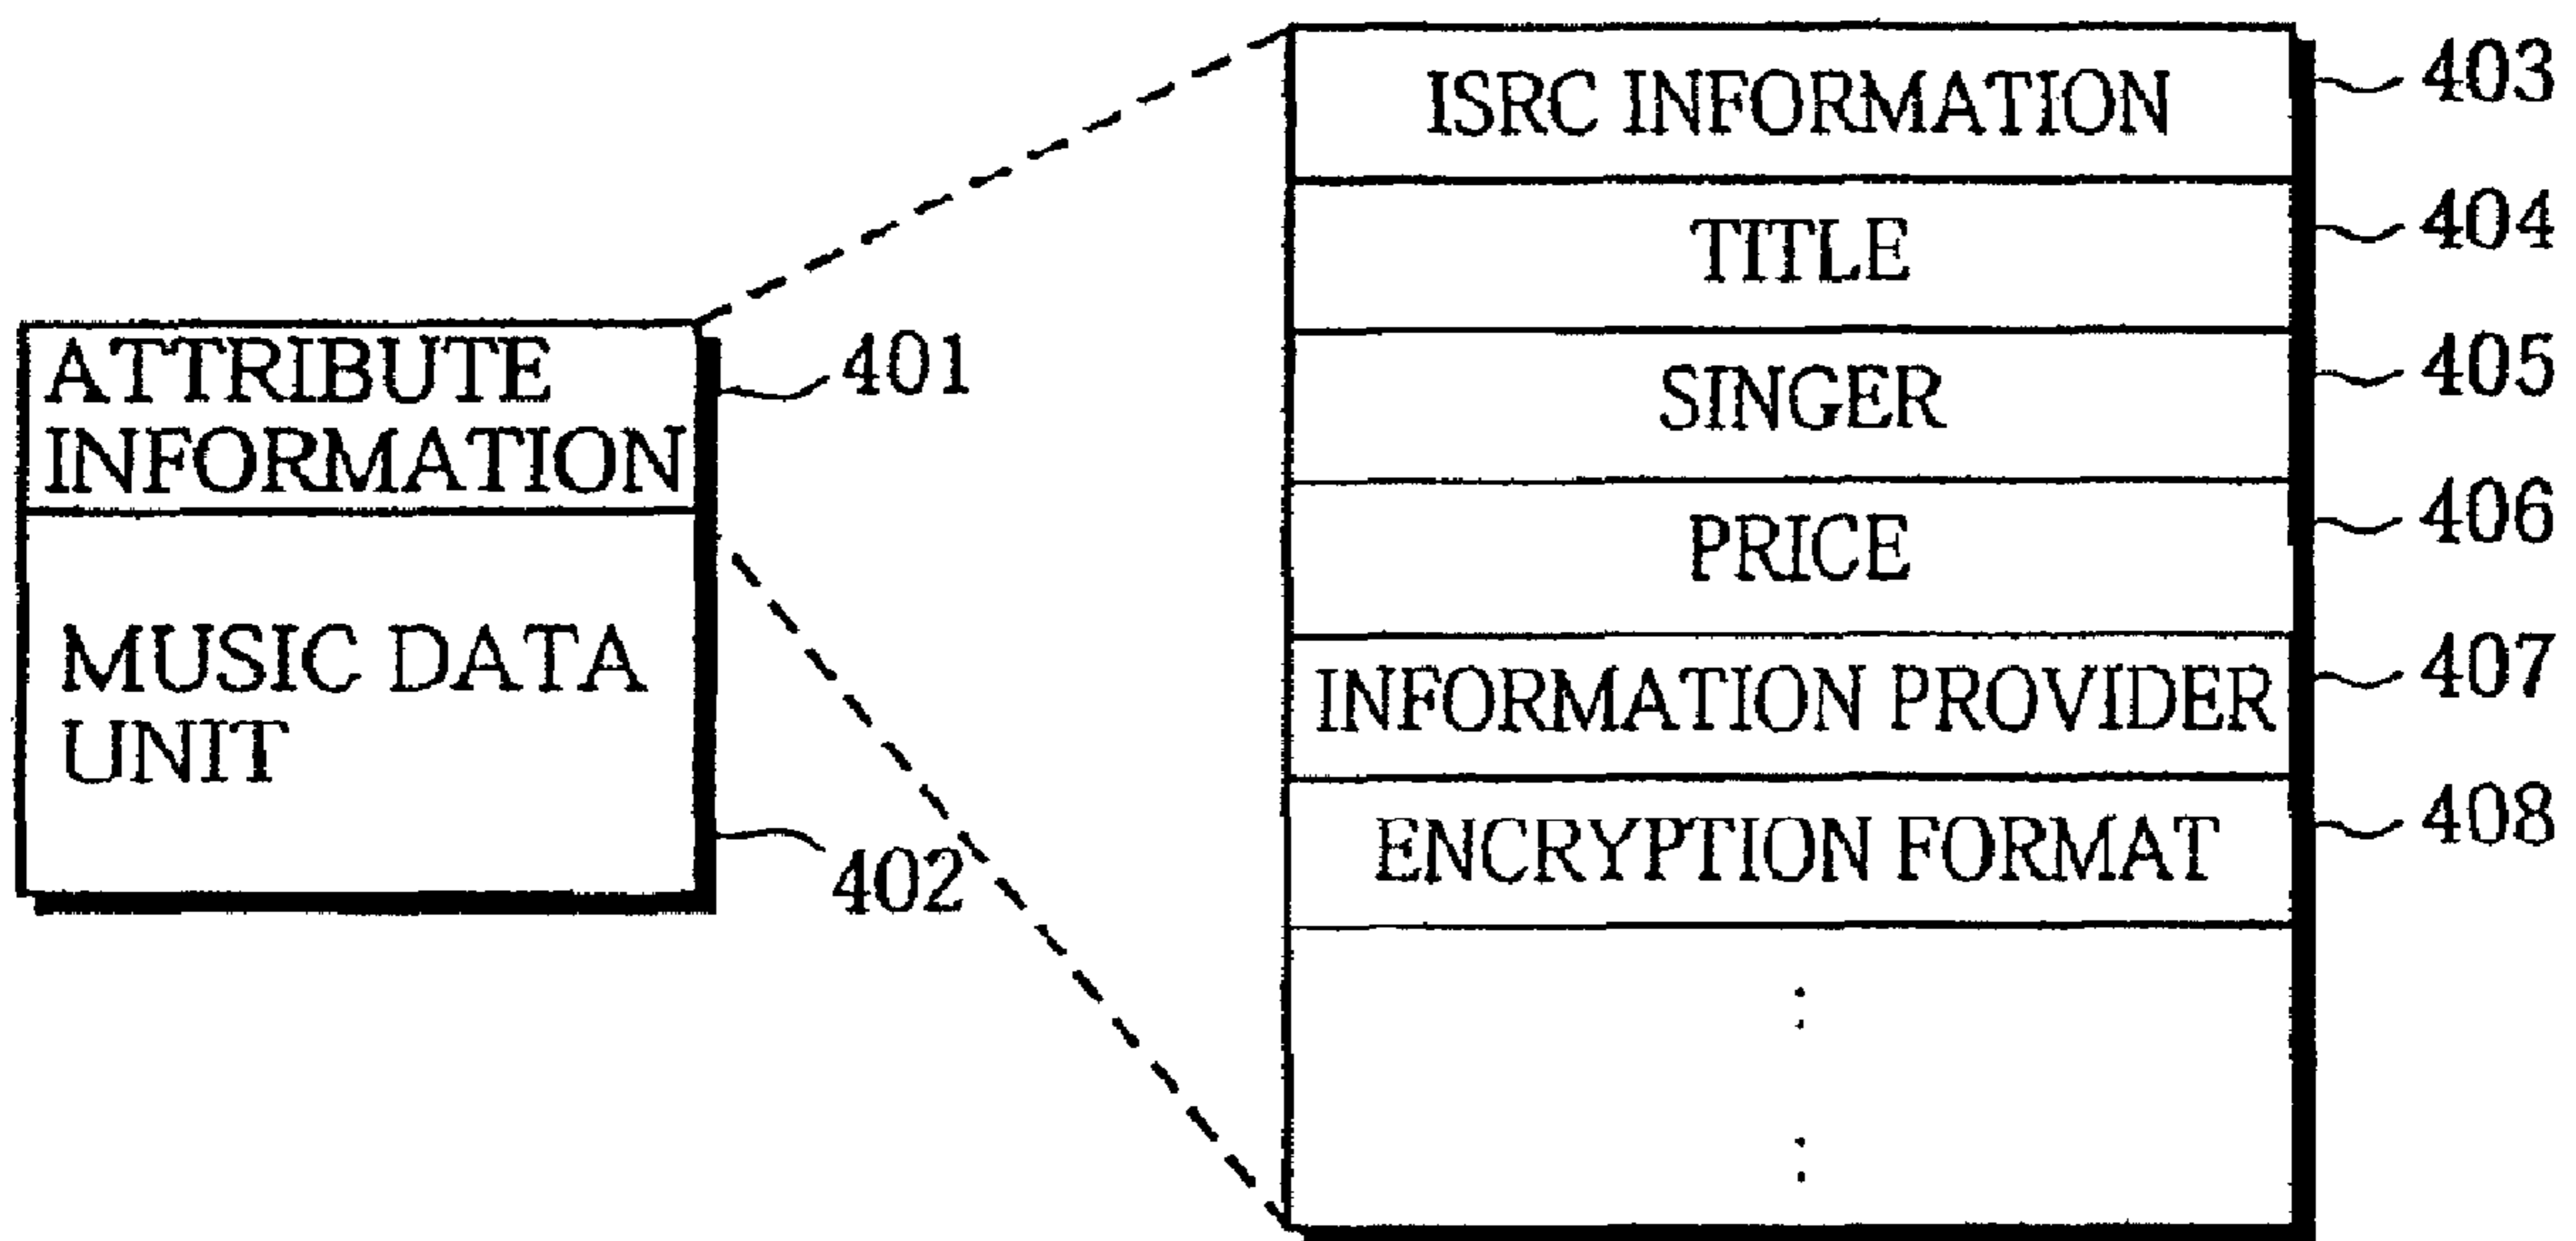 ATTRIBUTE
INFORMATION
401
MUSIC DATA
UNIT
402
ISRC INFORMATION
403
TITLE
404
SINGER
405
PRICE
406
INFORMATION PROVIDER
407
ENCRYPTION FORMAT
408